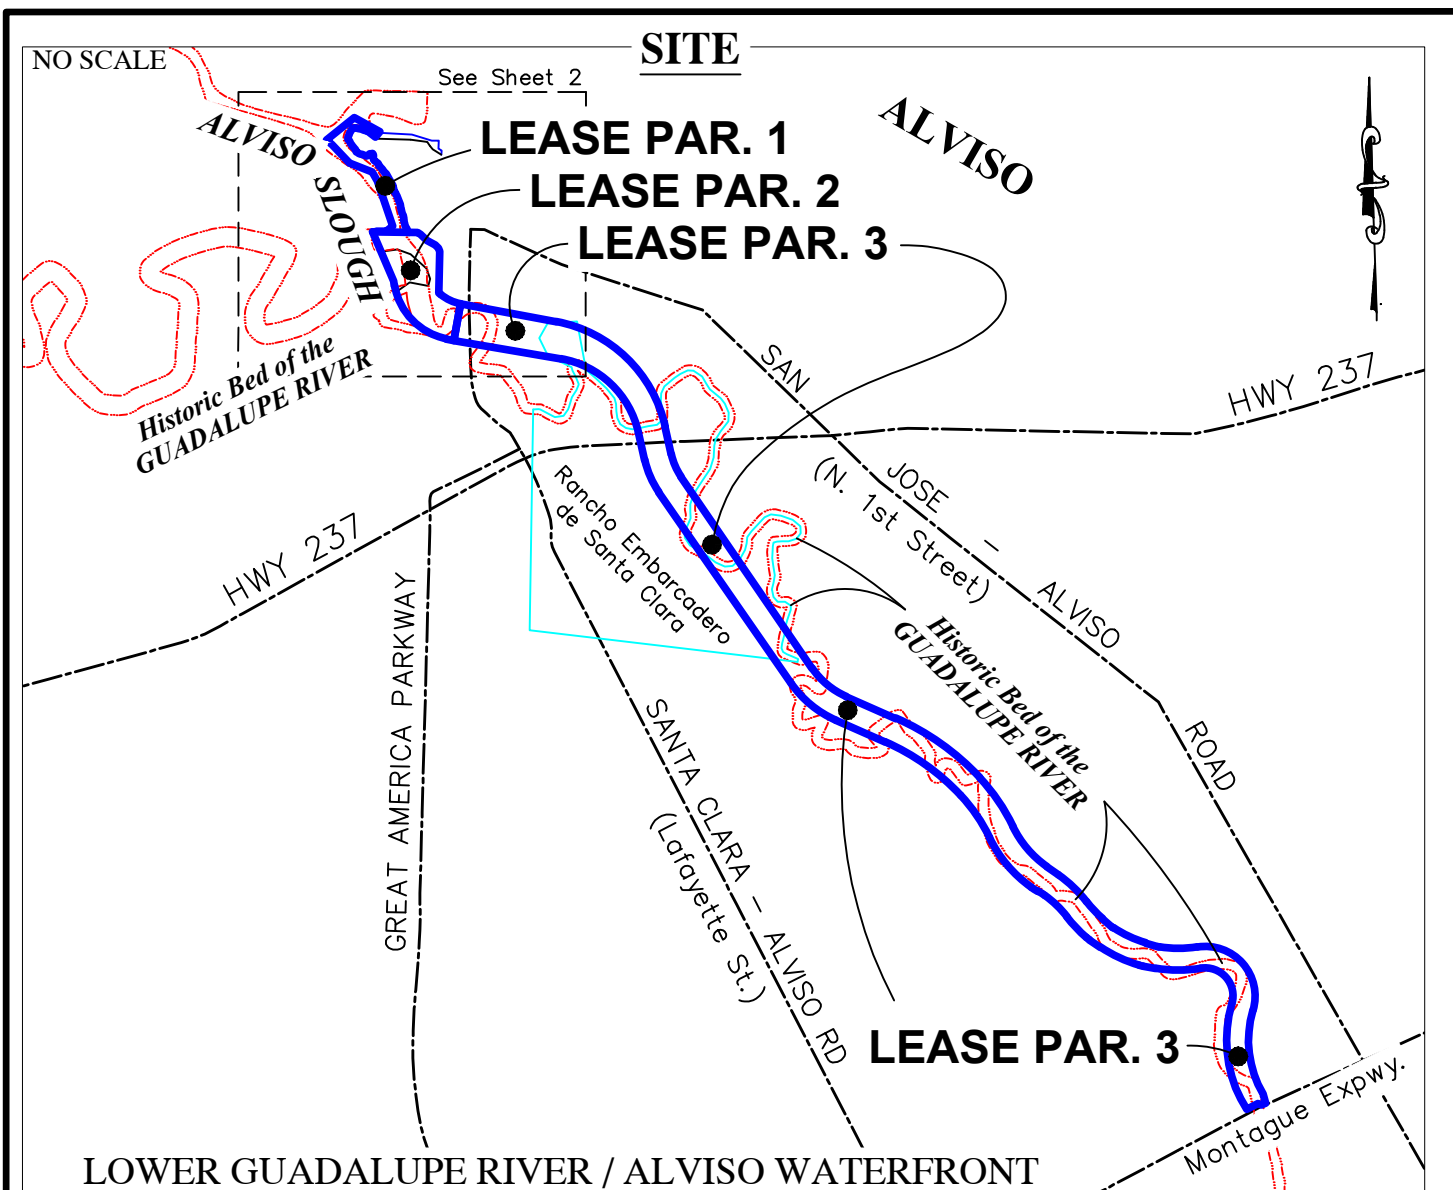 SITE
NO SCALE
See Sheet 2
ALVISO
SLOUGH
ALVISO
LEASE PAR. 1
LEASE PAR. 2
LEASE PAR. 3
Historic Bed of the
GUADALUPE RIVER
SAN
JOSE
–
ALVISO
ROAD
(N. 1st Street)
HWY 237
HWY 237
Rancho Embarcadero
de Santa Clara
GREAT AMERICA PARKWAY
SANTA CLARA – ALVISO RD
(Lafayette St.)
Historic Bed of the
GUADALUPE RIVER
LEASE PAR. 3
Montague Expwy.
LOWER GUADALUPE RIVER / ALVISO WATERFRONT